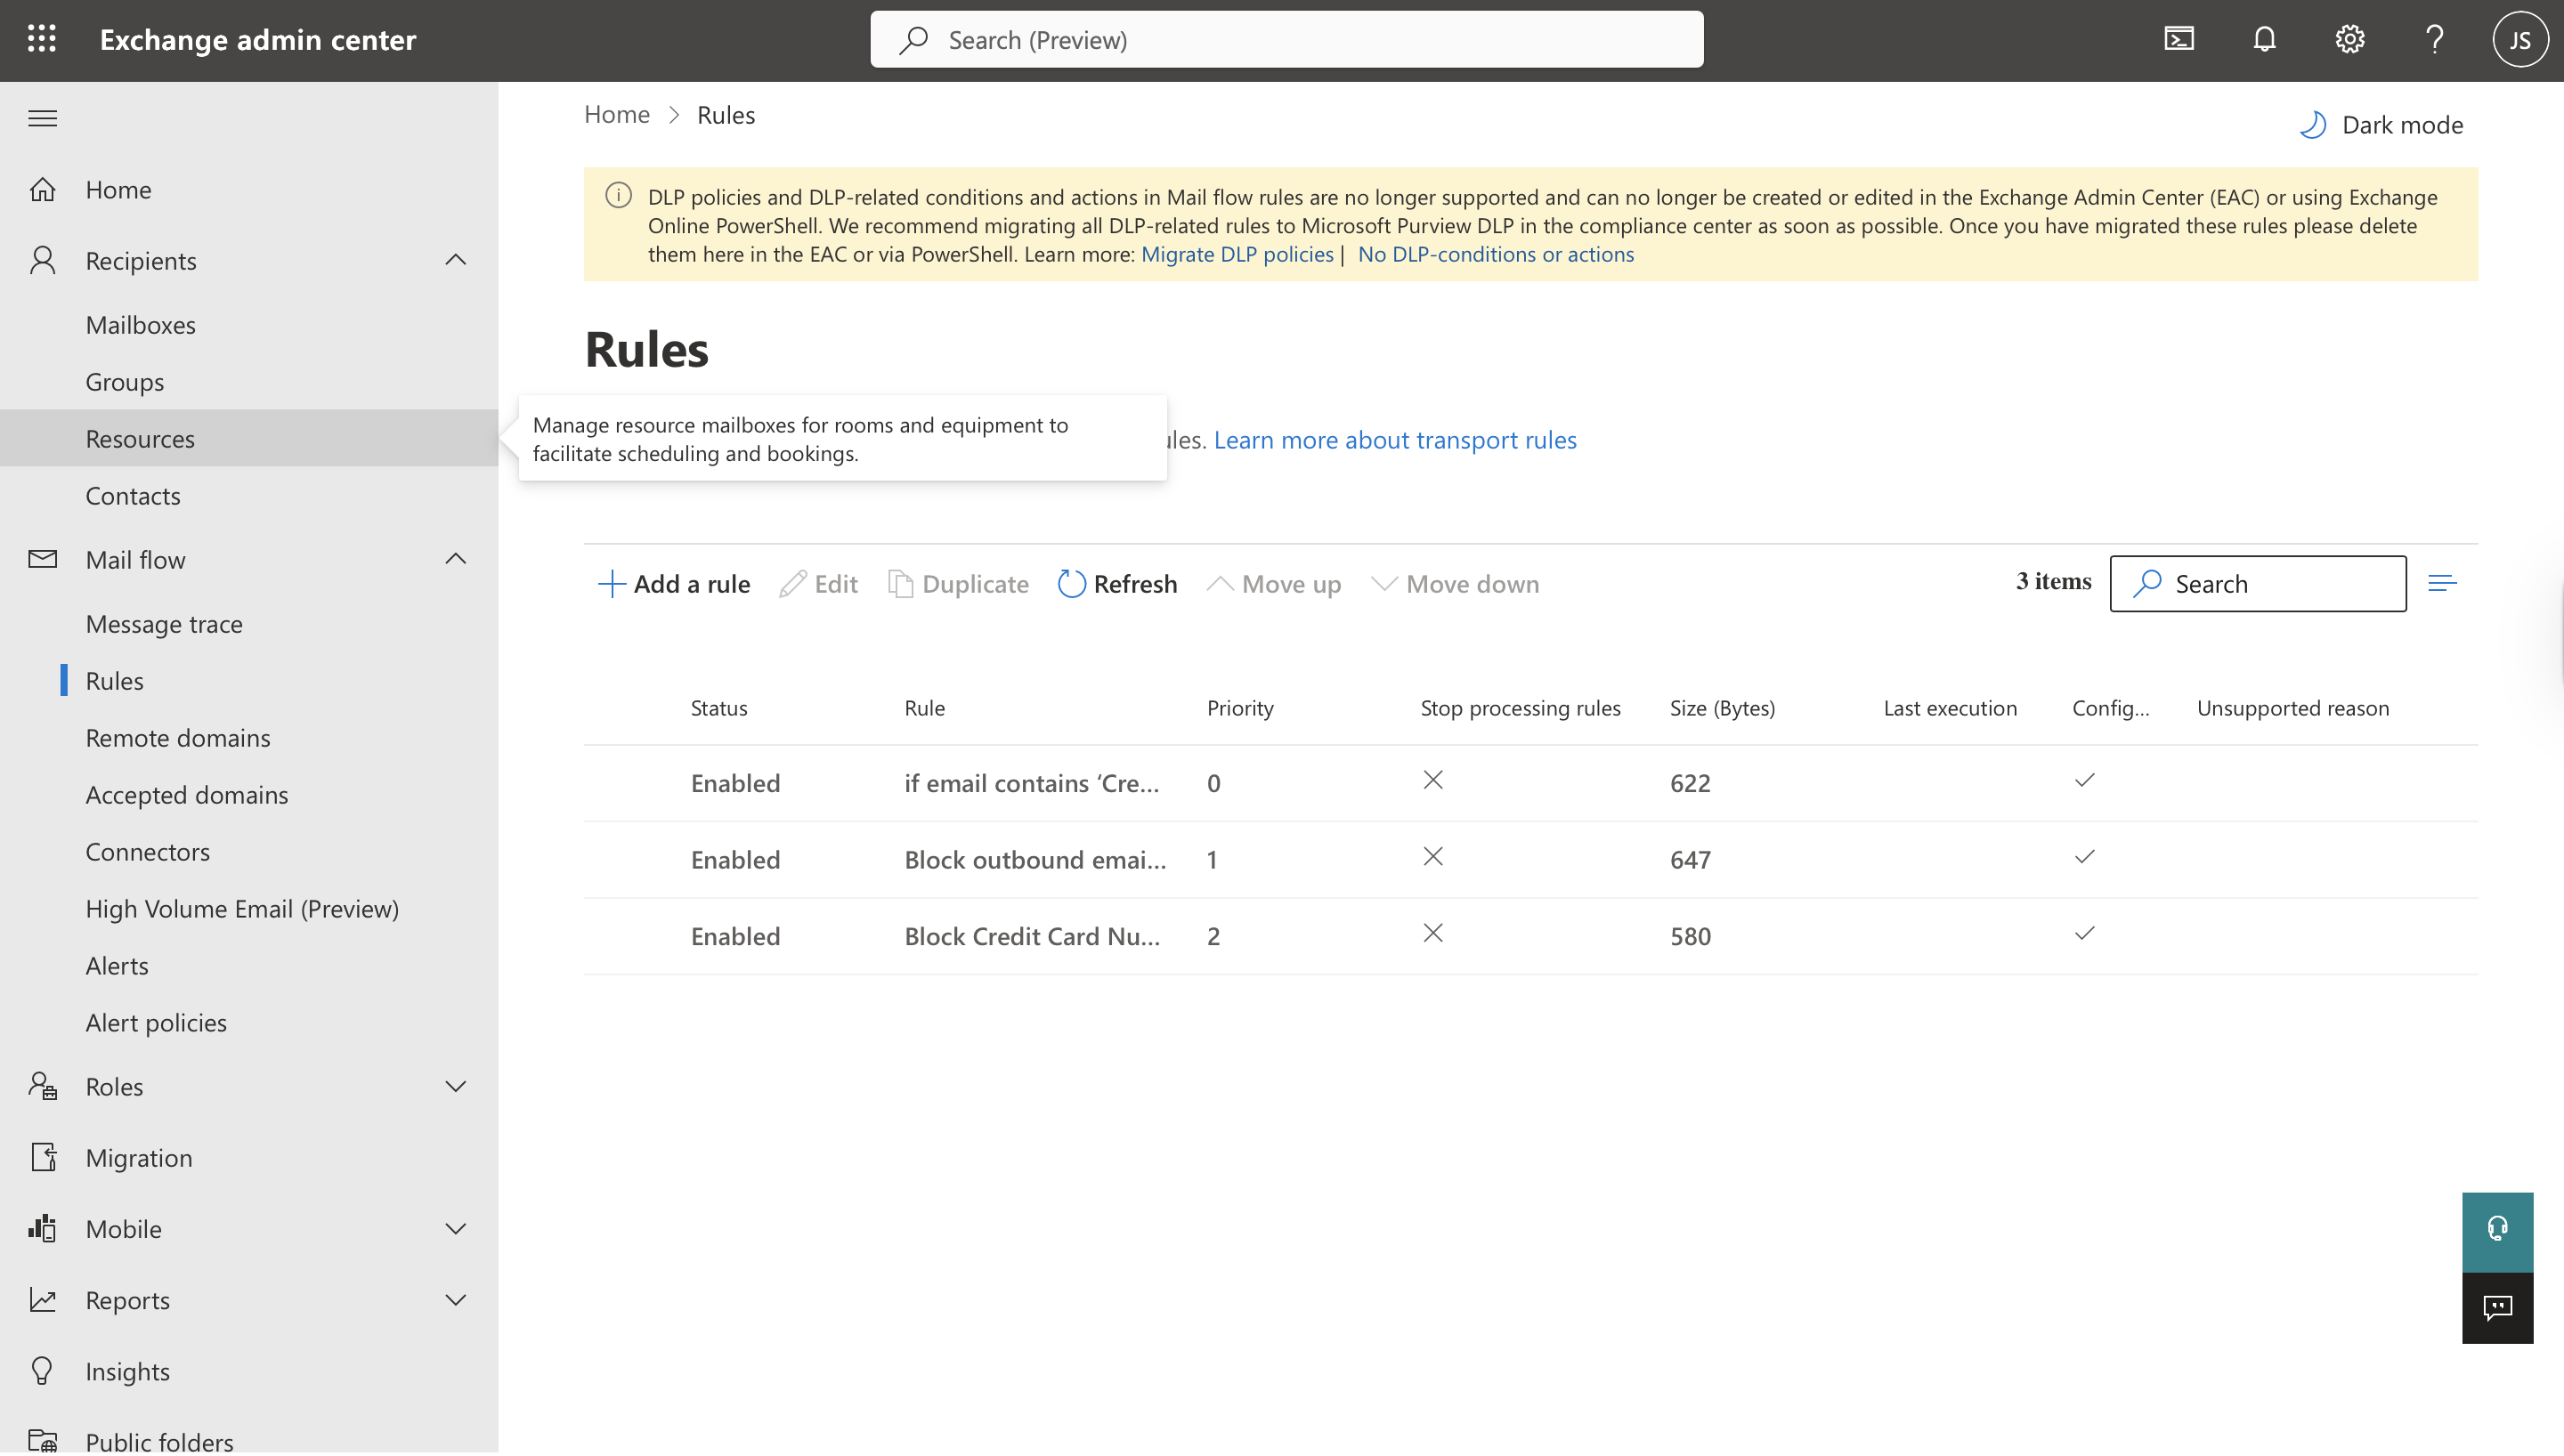 Exchange admin center
Search (Preview)
JS
Home
Recipients
Mailboxes
Groups
Resources
Contacts
Mail flow
Message trace
Rules
Remote domains
Accepted domains
Connectors
High Volume Email (Preview)
Alerts
Alert policies
Roles
Migration
Mobile
Reports
Insights
Public folders
Home > Rules
Dark mode
DLP policies and DLP-related conditions and actions in Mail flow rules are no longer supported and can no longer be created or edited in the Exchange Admin Center (EAC) or using Exchange
Online PowerShell. We recommend migrating all DLP-related rules to Microsoft Purview DLP in the compliance center as soon as possible. Once you have migrated these rules please delete
them here in the EAC or via PowerShell. Learn more: Migrate DLP policies | No DLP-conditions or actions
Rules
Manage resource mailboxes for rooms and equipment to
facilitate scheduling and bookings.
ules. Learn more about transport rules
Add a rule Edit Duplicate Refresh Move up Move down 3 items Search
Status Rule Priority Stop processing rules Size (Bytes) Last execution Config... Unsupported reason
Enabled if email contains ‘Cre... 0 622
Enabled Block outbound emai... 1 647
Enabled Block Credit Card Nu... 2 580